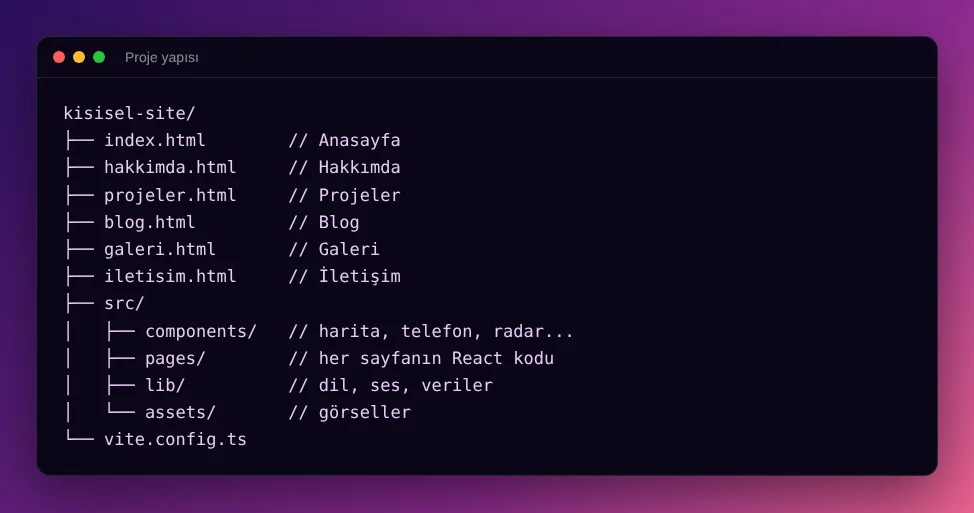 Proje yapısı
kisisel-site/
├── index.html        // Anasayfa
├── hakkimda.html     // Hakkımda
├── projeler.html     // Projeler
├── blog.html         // Blog
├── galeri.html       // Galeri
├── iletisim.html     // İletişim
├── src/
│   ├── components/   // harita, telefon, radar...
│   ├── pages/        // her sayfanın React kodu
│   ├── lib/          // dil, ses, veriler
│   └── assets/       // görseller
└── vite.config.ts